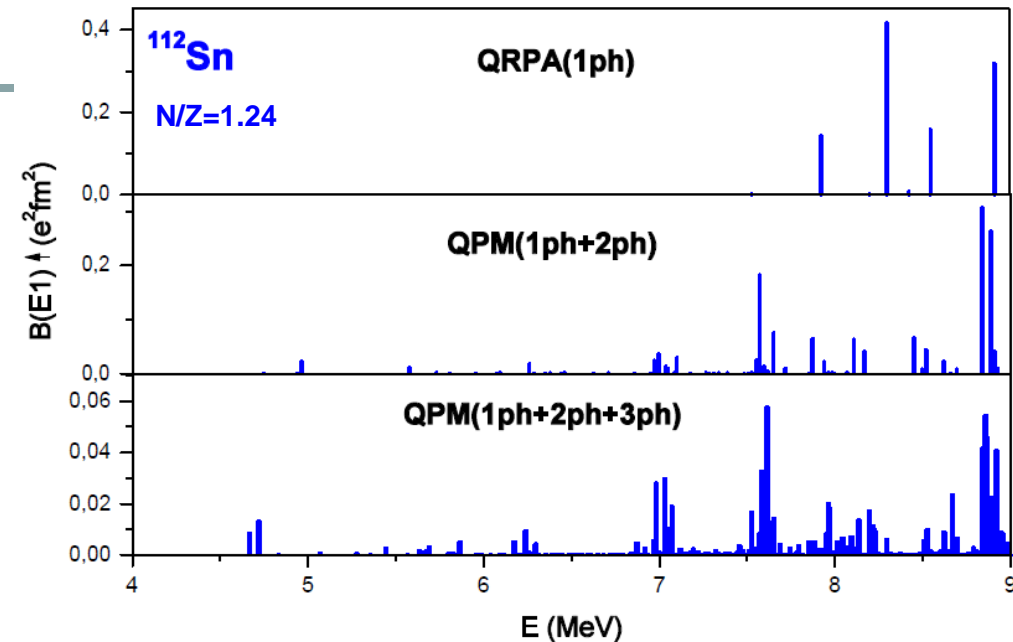 ¹¹²Sn
N/Z=1.24
QRPA(1ph)
0,4
0,2
0,0
QPM(1ph+2ph)
0,2
0,0
QPM(1ph+2ph+3ph)
0,06
0,04
0,02
0,00
B(E1)↑(e²fm²)
4 5 6 7 8 9
E (MeV)